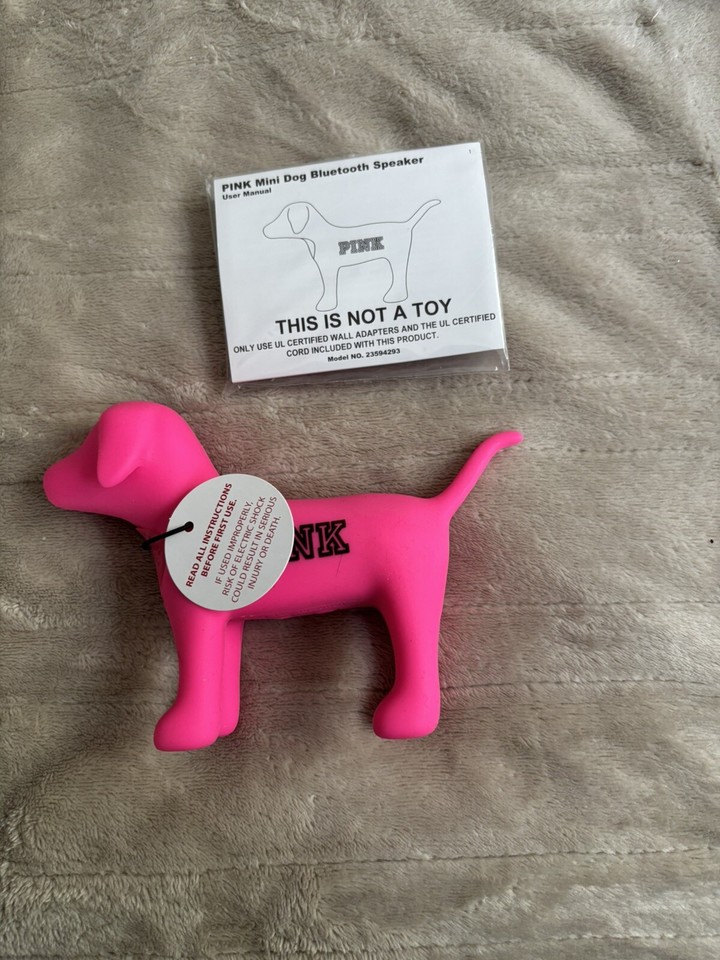 PINK Mini Dog Bluetooth Speaker
User Manual
PINK
THIS IS NOT A TOY
ONLY USE UL CERTIFIED WALL ADAPTERS AND THE UL CERTIFIED
CORD INCLUDED WITH THIS PRODUCT.
Model NO. 23594293
READ ALL INSTRUCTIONS
BEFORE FIRST USE.
IF USED IMPROPERLY,
RISK OF ELECTRIC SHOCK
COULD RESULT IN SERIOUS
INJURY OR DEATH.
NK